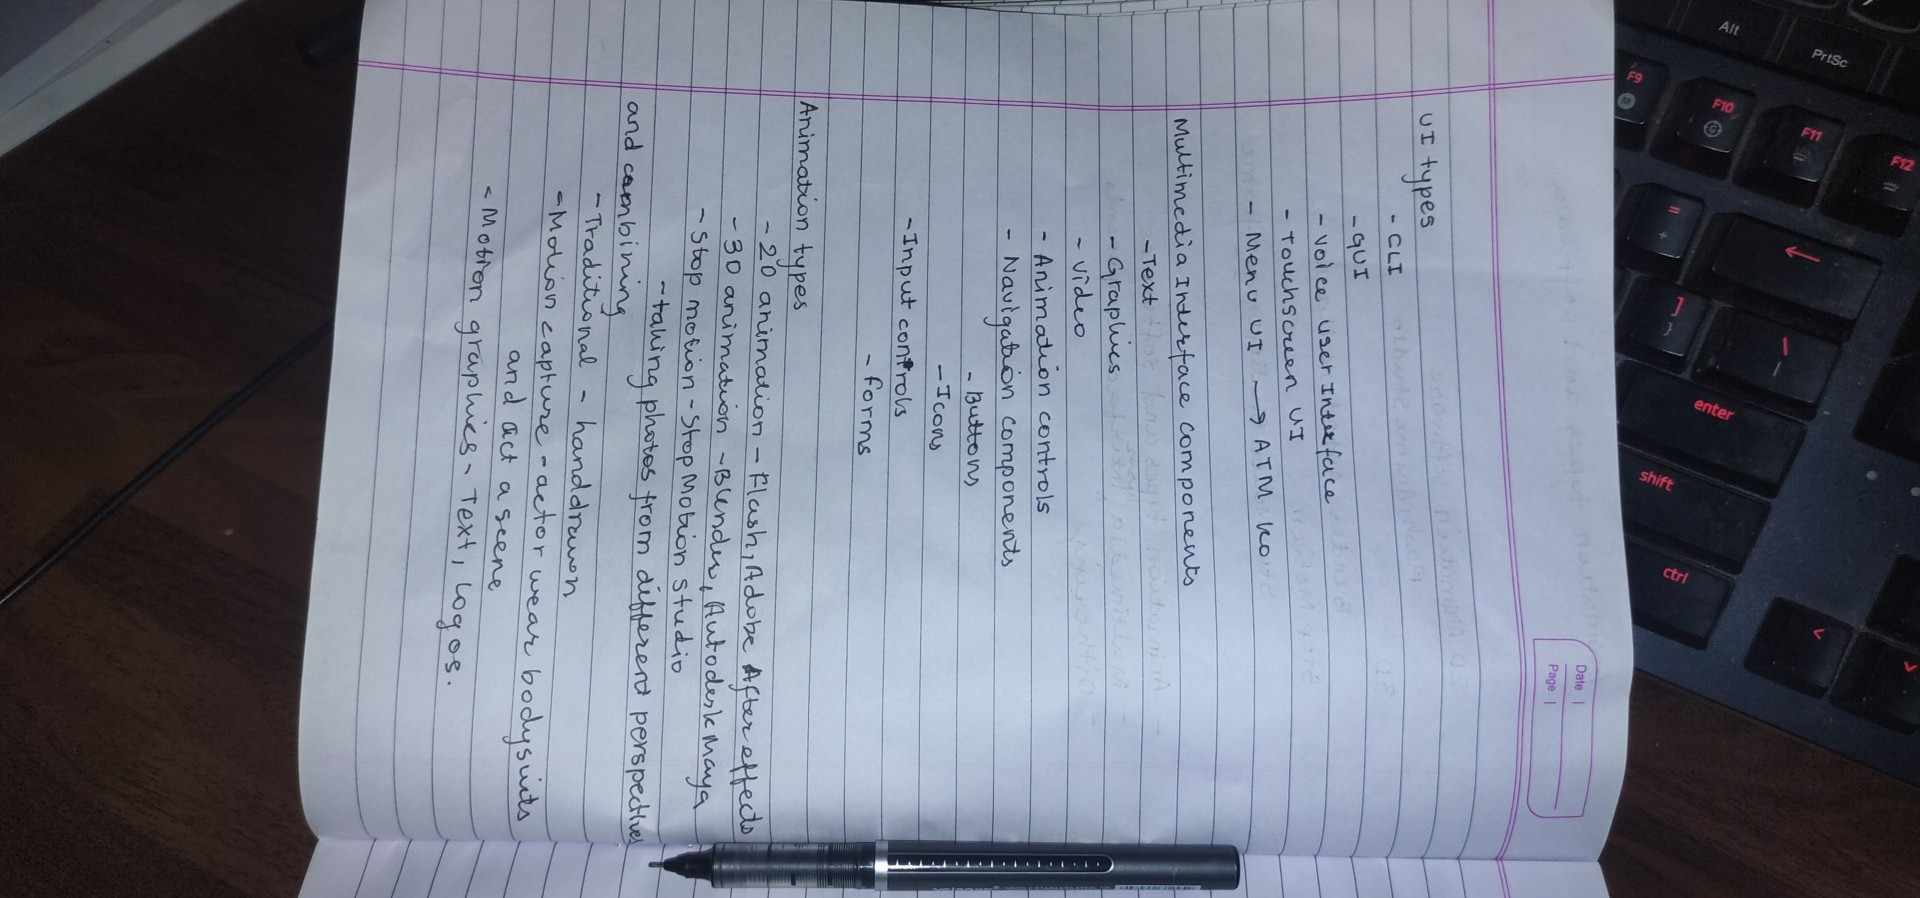 F12
PrtSc
F11
Alt
F10
enter
shift
ctrl
F9
Date |
Page |
UI types
- CLI
- GUI
- Voice User Interface
- Touchscreen UI
- Menu UI → ATM ko
Multimedia Interface components
- Text
- Graphics
- Video
- Animation controls
- Navigation components
- Buttons
- Icons
- Input controls
- forms
Animation types
- 2D animation - Flash, Adobe After effects
- 3D animation - Blender, Autodesk Maya
- Stop motion - Stop Motion Studio
- taking photos from different perspectives
and combining
- Traditional - handdrawn
- Motion capture - actor wear bodysuits
and act a scene
- Motion graphics - Text, logos.